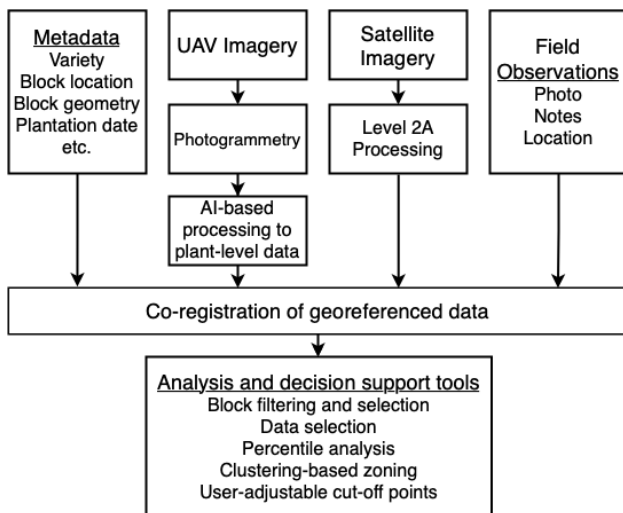 Metadata
Variety
Block location
Block geometry
Plantation date
etc.
UAV Imagery
Photogrammetry
AI-based
processing to
plant-level data
Satellite
Imagery
Level 2A
Processing
Field
Observations
Photo
Notes
Location
Co-registration of georeferenced data
Analysis and decision support tools
Block filtering and selection
Data selection
Percentile analysis
Clustering-based zoning
User-adjustable cut-off points